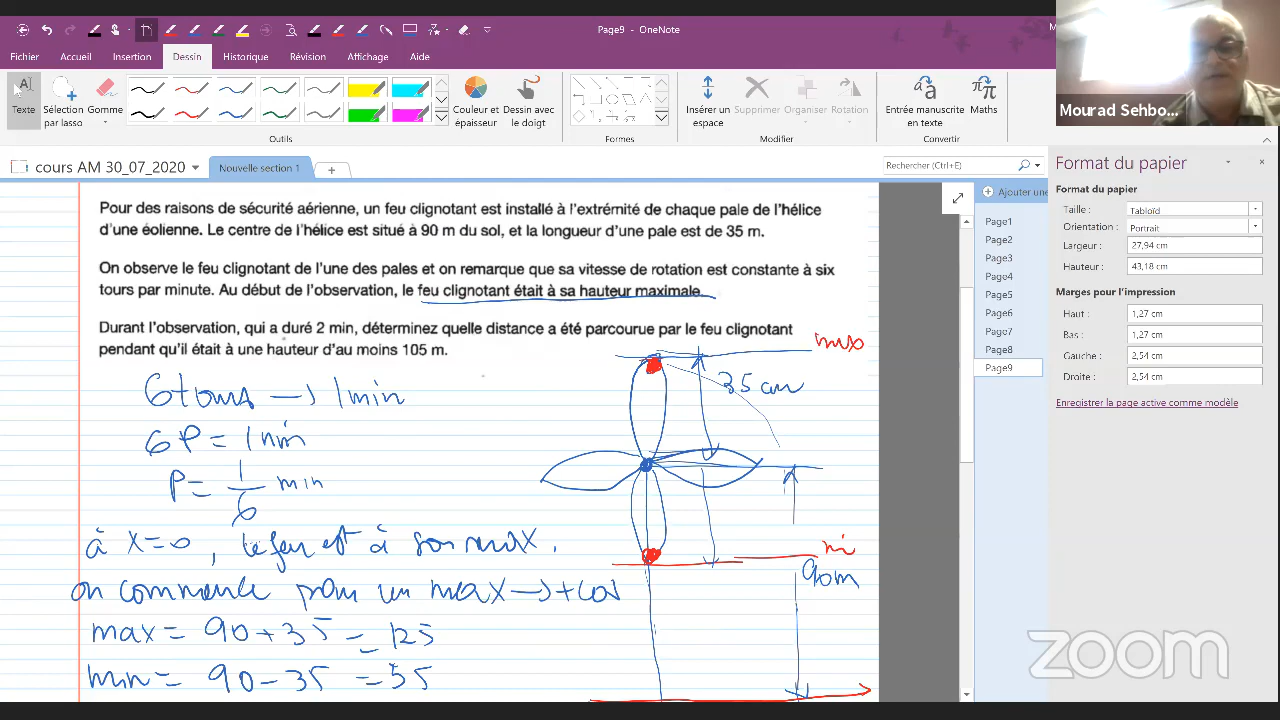 Page9 - OneNote
Fichier Accueil Insertion Dessin Historique Révision Affichage Aide
Texte
Sélection par lasso
Gomme
Couleur et épaisseur
Dessin avec le doigt
Insérer un espace
Supprimer
Organiser
Rotation
Entrée manuscrite en texte
Maths
Outils
Formes
Modifier
Convertir
Mourad Sehbo...
cours AM 30_07_2020
Nouvelle section 1
+
Rechercher (Ctrl+E)
Ajouter une
Page1
Page2
Page3
Page4
Page5
Page6
Page7
Page8
Page9
Format du papier
Format du papier
Taille : Tabloïd
Orientation : Portrait
Largeur : 27,94 cm
Hauteur : 43,18 cm
Marges pour l'impression
Haut : 1,27 cm
Bas : 1,27 cm
Gauche : 2,54 cm
Droite : 2,54 cm
Enregistrer la page active comme modèle
Pour des raisons de sécurité aérienne, un feu clignotant est installé à l'extrémité de chaque pale de l'hélice
d'une éolienne. Le centre de l'hélice est situé à 90 m du sol, et la longueur d'une pale est de 35 m.
On observe le feu clignotant de l'une des pales et on remarque que sa vitesse de rotation est constante à six
tours par minute. Au début de l'observation, le feu clignotant était à sa hauteur maximale.
Durant l'observation, qui a duré 2 min, déterminez quelle distance a été parcourue par le feu clignotant
pendant qu'il était à une hauteur d'au moins 105 m.
max
35 cm
6 tours → 1 min
6P = 1 min
P = 1/6 min
à x=0, le feu est à son max.
mi
90m
on commence pour un max → + cos
max = 90 + 35 = 125
min = 90 - 35 = 55
zoom